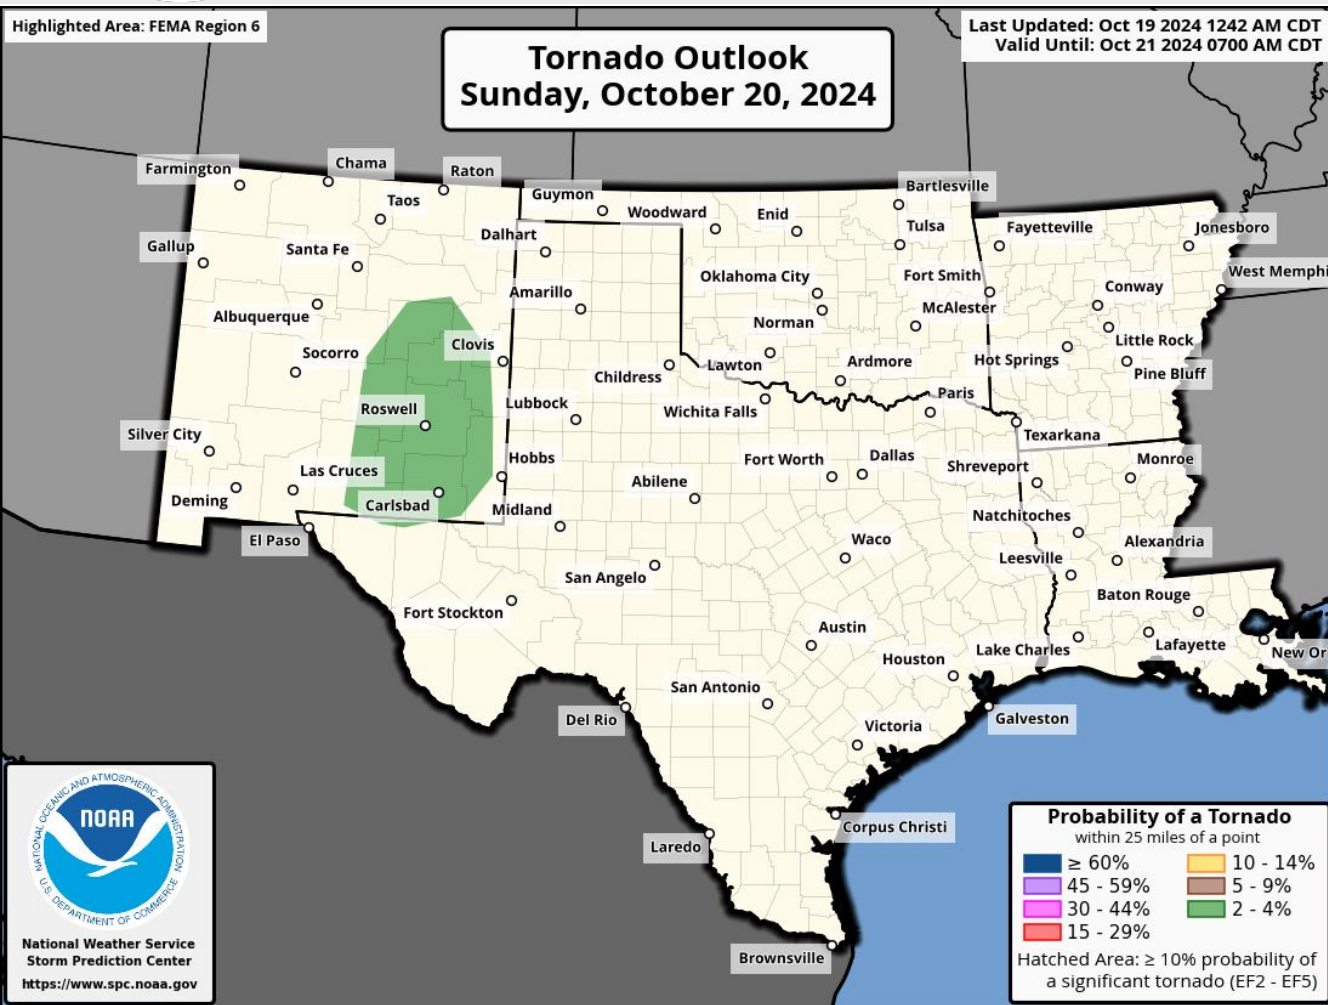 Highlighted Area: FEMA Region 6
Last Updated: Oct 19 2024 1242 AM CDT
Valid Until: Oct 21 2024 0700 AM CDT
Tornado Outlook
Sunday, October 20, 2024
Farmington
Chama
Raton
Taos
Guymon
Woodward
Enid
Bartlesville
Tulsa
Fayetteville
Jonesboro
Gallup
Santa Fe
Dalhart
Oklahoma City
Fort Smith
West Memphi
Albuquerque
Amarillo
Conway
Norman
McAlester
Little Rock
Socorro
Clovis
Childress
Lawton
Ardmore
Hot Springs
Pine Bluff
Roswell
Lubbock
Wichita Falls
Paris
Texarkana
Silver City
Las Cruces
Hobbs
Abilene
Fort Worth
Dallas
Shreveport
Monroe
Deming
Carlsbad
Midland
Natchitoches
El Paso
Waco
Leesville
Alexandria
San Angelo
Fort Stockton
Baton Rouge
Austin
Houston
Lake Charles
Lafayette
New Or
San Antonio
Del Rio
Victoria
Galveston
Laredo
Corpus Christi
Brownsville
NATIONAL OCEANIC AND ATMOSPHERIC ADMINISTRATION
NOAA
U.S. DEPARTMENT OF COMMERCE
National Weather Service
Storm Prediction Center
https://www.spc.noaa.gov
Probability of a Tornado
within 25 miles of a point
≥ 60%
45 - 59%
30 - 44%
15 - 29%
10 - 14%
5 - 9%
2 - 4%
Hatched Area: ≥ 10% probability of
a significant tornado (EF2 - EF5)